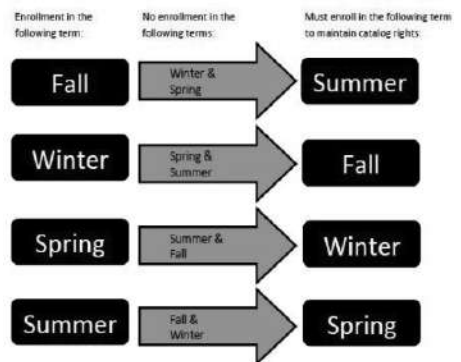 Enrollment in the
following term:
No enrollment in the
following terms:
Must enroll in the following term
to maintain catalog rights:
Fall
Winter &
Spring
Summer
Winter
Spring &
Summer
Fall
Spring
Summer &
Fall
Winter
Summer
Fall &
Winter
Spring